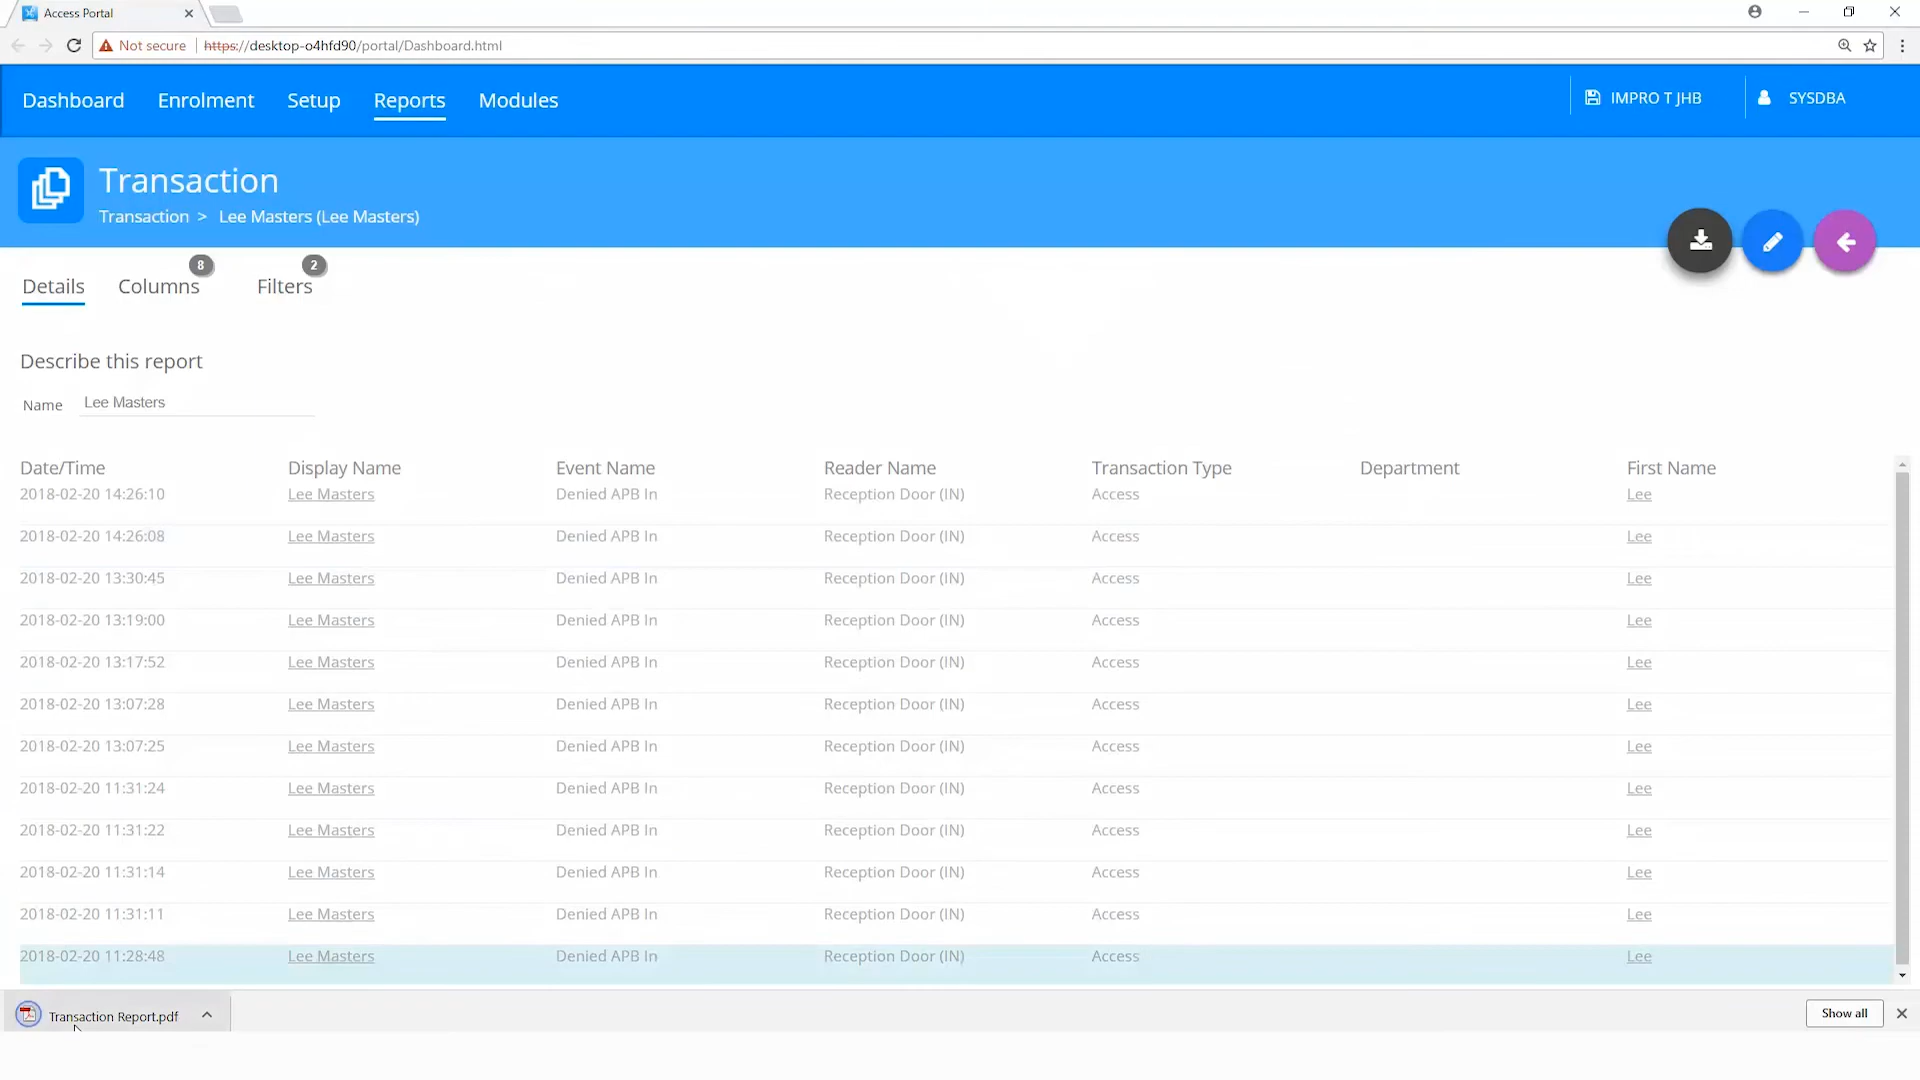 Access Portal
Not secure https://desktop-o4hfd90/portal/Dashboard.html
Dashboard Enrolment Setup Reports Modules IMPRO T JHB SYSDBA
Transaction
Transaction > Lee Masters (Lee Masters)
8 2
Details Columns Filters
Describe this report
Name Lee Masters
Date/Time Display Name Event Name Reader Name Transaction Type Department First Name
2018-02-20 14:26:10 Lee Masters Denied APB In Reception Door (IN) Access Lee
2018-02-20 14:26:08 Lee Masters Denied APB In Reception Door (IN) Access Lee
2018-02-20 13:30:45 Lee Masters Denied APB In Reception Door (IN) Access Lee
2018-02-20 13:19:00 Lee Masters Denied APB In Reception Door (IN) Access Lee
2018-02-20 13:17:52 Lee Masters Denied APB In Reception Door (IN) Access Lee
2018-02-20 13:07:28 Lee Masters Denied APB In Reception Door (IN) Access Lee
2018-02-20 13:07:25 Lee Masters Denied APB In Reception Door (IN) Access Lee
2018-02-20 11:31:24 Lee Masters Denied APB In Reception Door (IN) Access Lee
2018-02-20 11:31:22 Lee Masters Denied APB In Reception Door (IN) Access Lee
2018-02-20 11:31:14 Lee Masters Denied APB In Reception Door (IN) Access Lee
2018-02-20 11:31:11 Lee Masters Denied APB In Reception Door (IN) Access Lee
2018-02-20 11:28:48 Lee Masters Denied APB In Reception Door (IN) Access Lee
Transaction Report.pdf Show all